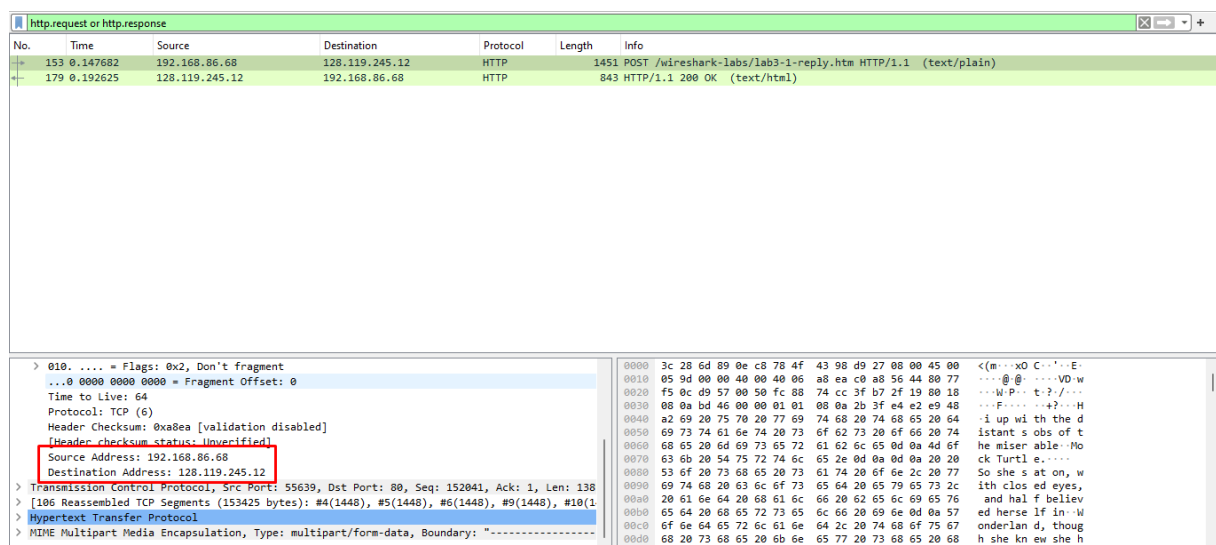 http.request or http.response
No. Time Source Destination Protocol Length Info
153 0.147682 192.168.86.68 128.119.245.12 HTTP 1451 POST /wireshark-labs/lab3-1-reply.htm HTTP/1.1 (text/plain)
179 0.192625 128.119.245.12 192.168.86.68 HTTP 843 HTTP/1.1 200 OK (text/html)
> 010. .... = Flags: 0x2, Don't fragment
...0 0000 0000 0000 = Fragment Offset: 0
Time to Live: 64
Protocol: TCP (6)
Header Checksum: 0xa8ea [validation disabled]
[Header checksum status: Unverified]
Source Address: 192.168.86.68
Destination Address: 128.119.245.12
> Transmission Control Protocol, Src Port: 55639, Dst Port: 80, Seq: 152041, Ack: 1, Len: 138
> [106 Reassembled TCP Segments (153425 bytes): #4(1448), #5(1448), #6(1448), #9(1448), #10(1
> Hypertext Transfer Protocol
> MIME Multipart Media Encapsulation, Type: multipart/form-data, Boundary: "------------------
0000 3c 28 6d 89 0e c8 78 4f 43 98 d9 27 08 00 45 00 <(m···xO C··'··E·
0010 05 9d 00 00 40 00 40 06 a8 ea c0 a8 56 44 80 77 ····@·@· ····VD·w
0020 f5 0c d9 57 00 50 fc 88 74 cc 3f b7 2f 19 80 18 ···W·P·· t·?·/···
0030 08 0a bd 46 00 00 01 01 08 0a 2b 3f e4 e2 e9 48 ···F···· ··+?···H
0040 a2 69 20 75 70 20 77 69 74 68 20 74 68 65 20 64 ·i up wi th the d
0050 69 73 74 61 6e 74 20 73 6f 62 73 20 6f 66 20 74 istant s obs of t
0060 68 65 20 6d 69 73 65 72 61 62 6c 65 0d 0a 4d 6f he miser able··Mo
0070 63 6b 20 54 75 72 74 6c 65 2e 0d 0a 0d 0a 20 20 ck Turtl e.····
0080 53 6f 20 73 68 65 20 73 61 74 20 6f 6e 2c 20 77 So she s at on, w
0090 69 74 68 20 63 6c 6f 73 65 64 20 65 79 65 73 2c ith clos ed eyes,
00a0 20 61 6e 64 20 68 61 6c 66 20 62 65 6c 69 65 76 and hal f believ
00b0 65 64 20 68 65 72 73 65 6c 66 20 69 6e 0d 0a 57 ed herse lf in··W
00c0 6f 6e 64 65 72 6c 61 6e 64 2c 20 74 68 6f 75 67 onderlan d, thoug
00d0 68 20 73 68 65 20 6b 6e 65 77 20 73 68 65 20 68 h she kn ew she h